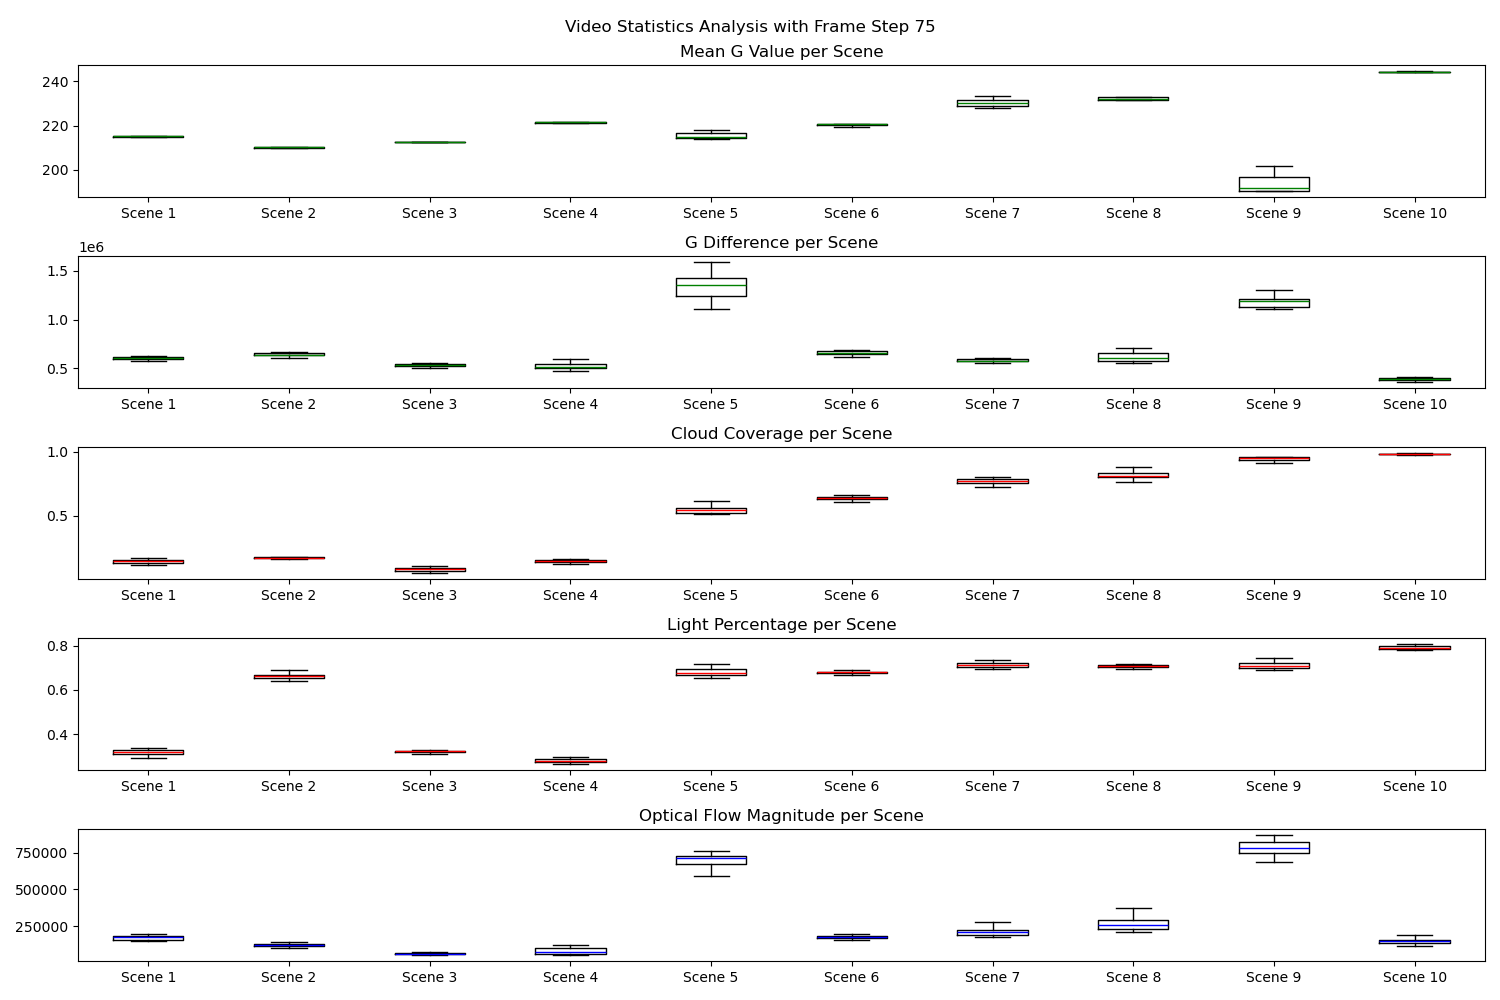 Video Statistics Analysis with Frame Step 75
Mean G Value per Scene
240
220
200
Scene 1 Scene 2 Scene 3 Scene 4 Scene 5 Scene 6 Scene 7 Scene 8 Scene 9 Scene 10
G Difference per Scene
1e6
1.5
1.0
0.5
Scene 1 Scene 2 Scene 3 Scene 4 Scene 5 Scene 6 Scene 7 Scene 8 Scene 9 Scene 10
Cloud Coverage per Scene
1.0
0.5
Scene 1 Scene 2 Scene 3 Scene 4 Scene 5 Scene 6 Scene 7 Scene 8 Scene 9 Scene 10
Light Percentage per Scene
0.8
0.6
0.4
Scene 1 Scene 2 Scene 3 Scene 4 Scene 5 Scene 6 Scene 7 Scene 8 Scene 9 Scene 10
Optical Flow Magnitude per Scene
750000
500000
250000
Scene 1 Scene 2 Scene 3 Scene 4 Scene 5 Scene 6 Scene 7 Scene 8 Scene 9 Scene 10